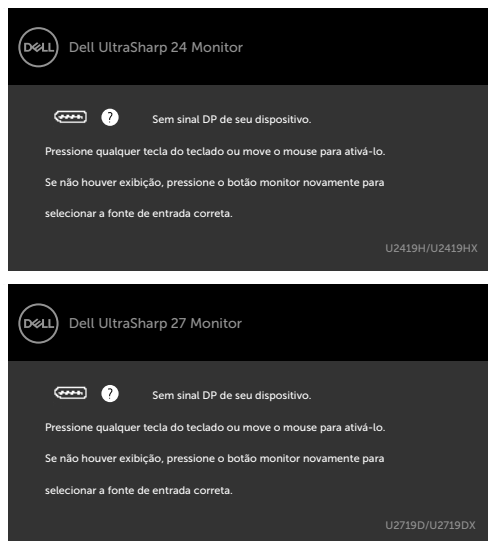 DELL Dell UltraSharp 24 Monitor
? Sem sinal DP de seu dispositivo.
Pressione qualquer tecla do teclado ou move o mouse para ativá-lo.
Se não houver exibição, pressione o botão monitor novamente para
selecionar a fonte de entrada correta.
U2419H/U2419HX
DELL Dell UltraSharp 27 Monitor
? Sem sinal DP de seu dispositivo.
Pressione qualquer tecla do teclado ou move o mouse para ativá-lo.
Se não houver exibição, pressione o botão monitor novamente para
selecionar a fonte de entrada correta.
U2719D/U2719DX